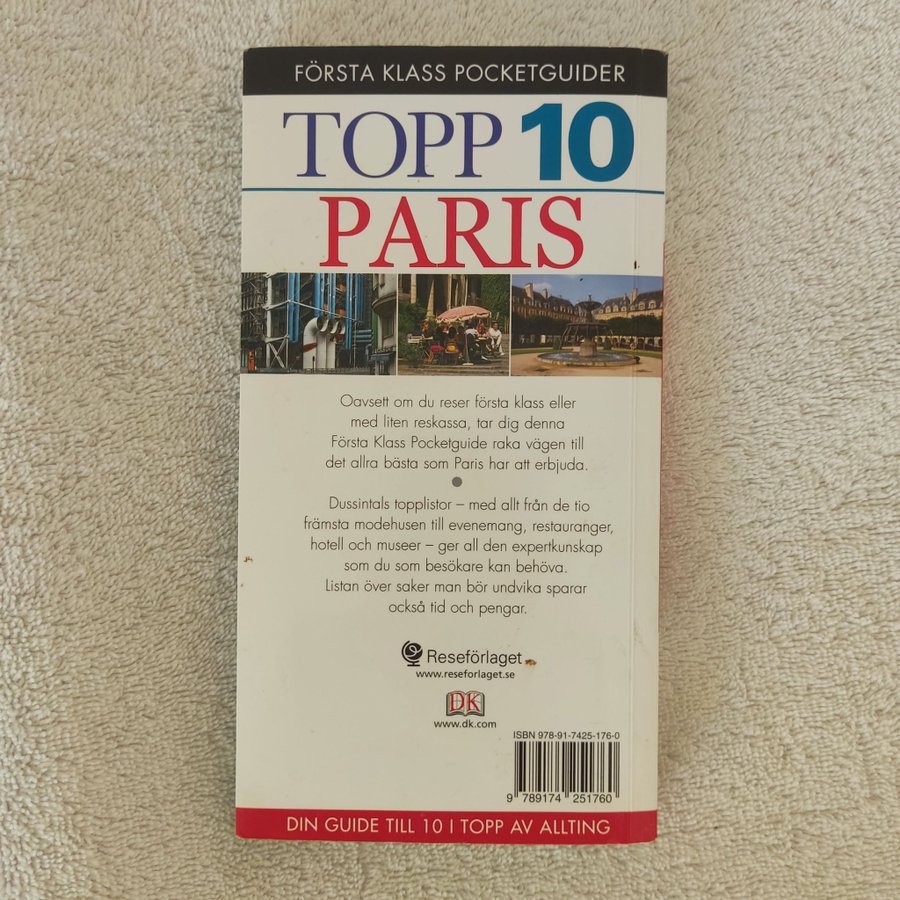 FÖRSTA KLASS POCKETGUIDER
TOPP 10
PARIS
Oavsett om du reser första klass eller
med liten reskassa, tar dig denna
Första Klass Pocketguide raka vägen till
det allra bästa som Paris har att erbjuda.
Dussintals topplistor – med allt från de tio
främsta modehusen till evenemang, restauranger,
hotell och museer – ger all den expertkunskap
som du som besökare kan behöva.
Listan över saker man bör undvika sparar
också tid och pengar.
Reseförlaget
www.reseforlaget.se
DK
www.dk.com
ISBN 978-91-7425-176-0
9 789174 251760
DIN GUIDE TILL 10 I TOPP AV ALLTING